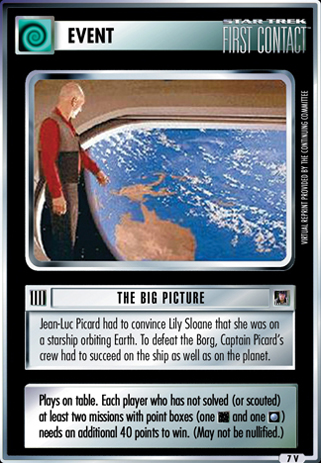 EVENT
STAR TREK
FIRST CONTACT™
VIRTUAL REPRINT PROVIDED BY THE CONTINUING COMMITTEE
THE BIG PICTURE
Jean-Luc Picard had to convince Lily Sloane that she was on
a starship orbiting Earth. To defeat the Borg, Captain Picard's
crew had to succeed on the ship as well as on the planet.
Plays on table. Each player who has not solved (or scouted)
at least two missions with point boxes (one and one )
needs an additional 40 points to win. (May not be nullified.)
7 V